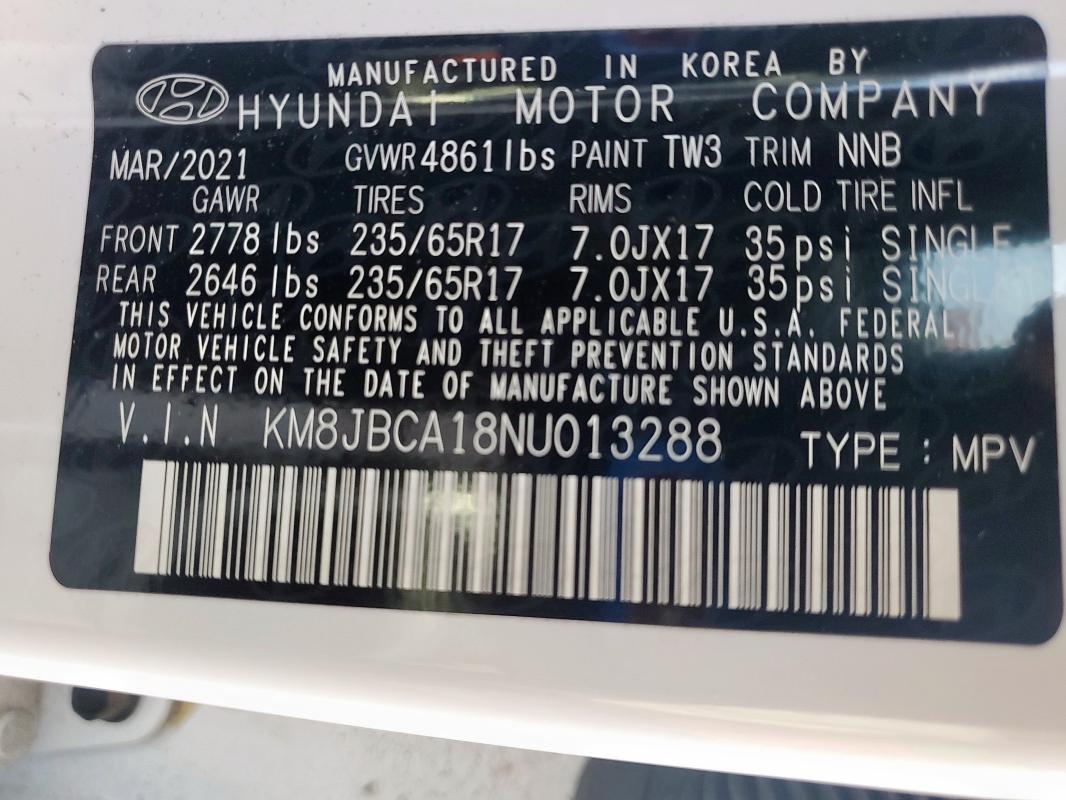 MANUFACTURED IN KOREA BY
HYUNDAI MOTOR COMPANY
MAR/2021 GVWR 4861lbs PAINT TW3 TRIM NNB
GAWR TIRES RIMS COLD TIRE INFL
FRONT 2778 lbs 235/65R17 7.0JX17 35psi SINGLE
REAR 2646 lbs 235/65R17 7.0JX17 35psi SINGLE
THIS VEHICLE CONFORMS TO ALL APPLICABLE U.S.A. FEDERAL
MOTOR VEHICLE SAFETY AND THEFT PREVENTION STANDARDS
IN EFFECT ON THE DATE OF MANUFACTURE SHOWN ABOVE
V.I.N KM8JBCA18NU013288 TYPE : MPV